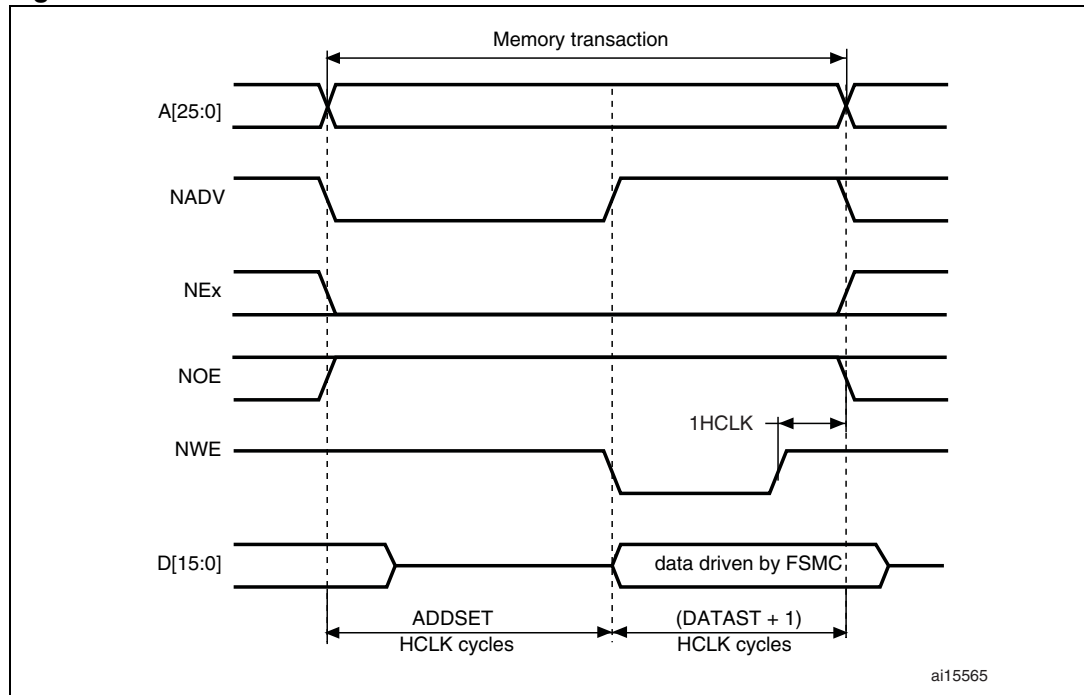 Memory transaction
A[25:0]
NADV
NEx
NOE
1HCLK
NWE
D[15:0]
data driven by FSMC
ADDSET
HCLK cycles
(DATAST + 1)
HCLK cycles
ai15565